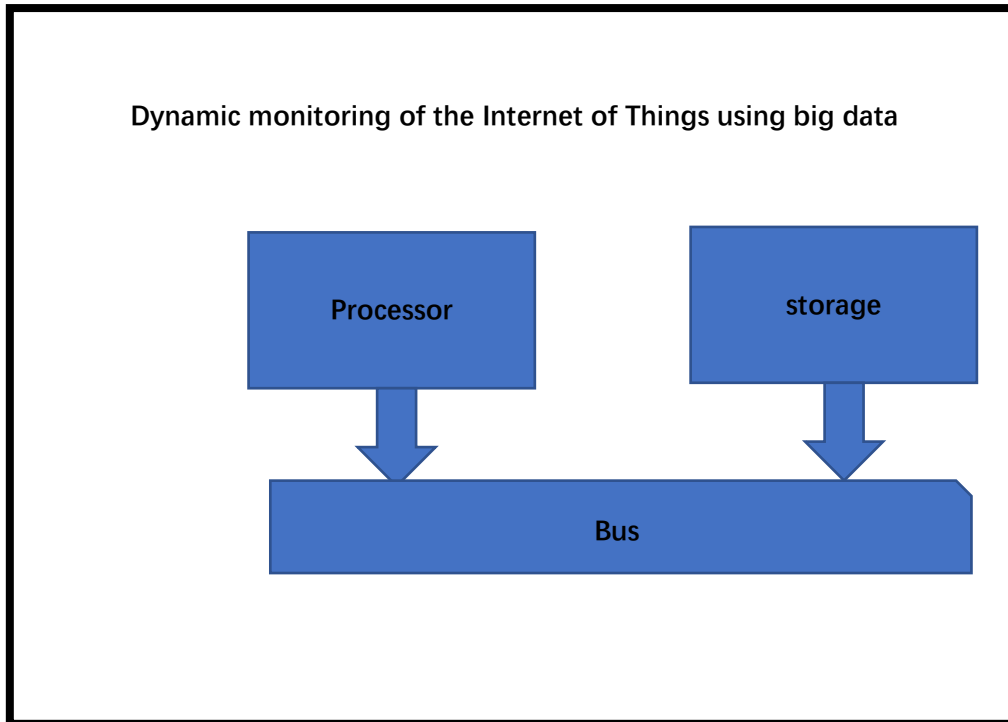 Dynamic monitoring of the Internet of Things using big data
Processor
storage
Bus